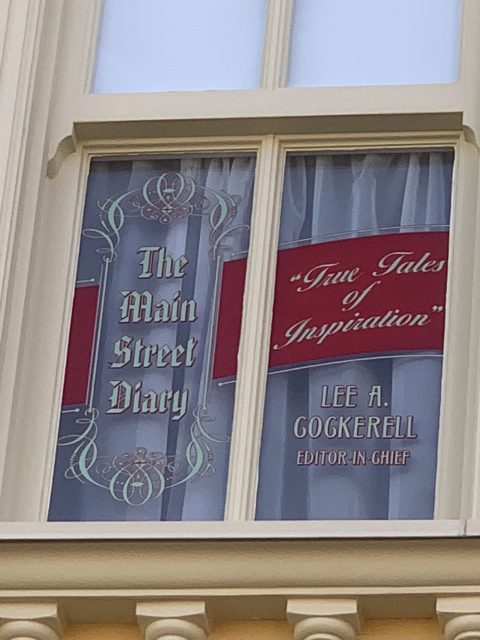 The
Main
Street
Diary
"True Tales
of
Inspiration"
LEE A.
COCKERELL
EDITOR-IN-CHIEF